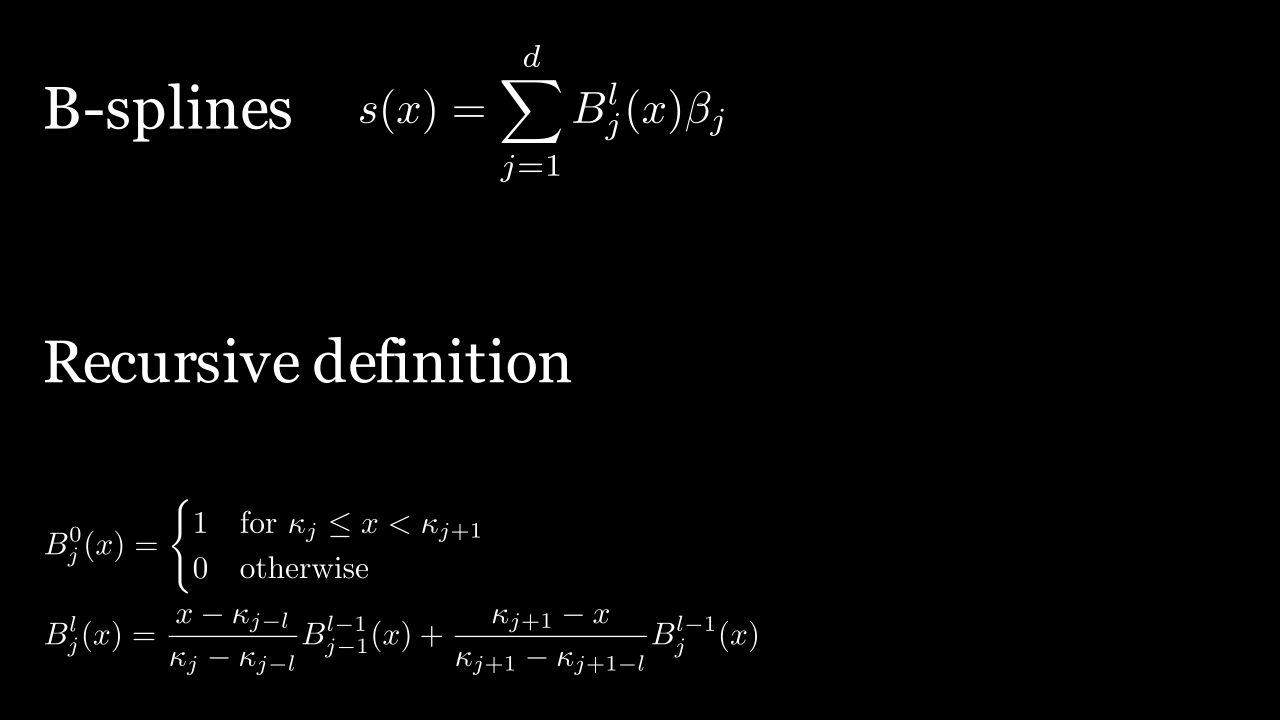 B-splines $s(x) = \sum_{j=1}^{d} B_j^l(x)\beta_j$
Recursive definition
$B_j^0(x) = \begin{cases} 1 & \text{for } \kappa_j \leq x < \kappa_{j+1} \\ 0 & \text{otherwise} \end{cases}$
$B_j^l(x) = \frac{x - \kappa_{j-l}}{\kappa_j - \kappa_{j-l}} B_{j-1}^{l-1}(x) + \frac{\kappa_{j+1} - x}{\kappa_{j+1} - \kappa_{j+1-l}} B_j^{l-1}(x)$